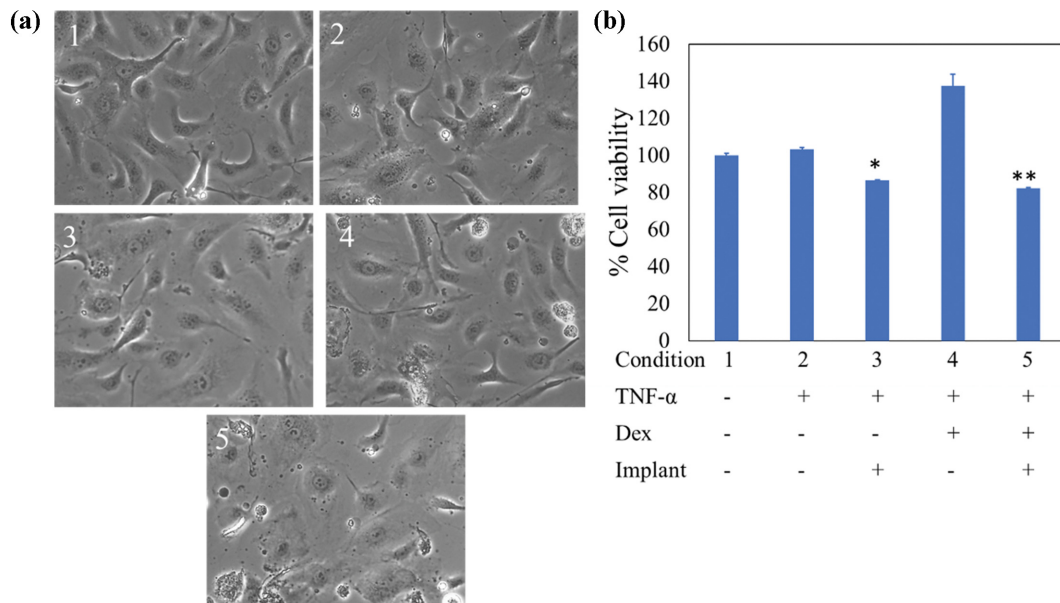 (a)
1
2
3
4
5
(b)
% Cell viability
160
140
120
100
80
60
40
20
0
*
**
Condition 1 2 3 4 5
TNF-α - + + + +
Dex - - - + +
Implant - - + - +